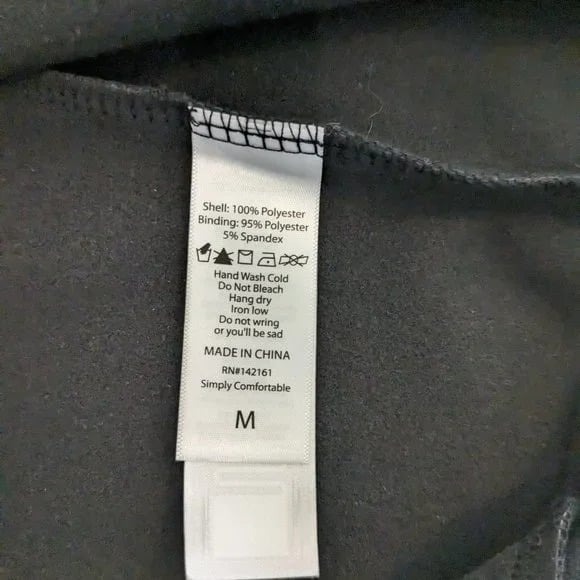 Shell: 100% Polyester
Binding: 95% Polyester
5% Spandex
Hand Wash Cold
Do Not Bleach
Hang dry
Iron low
Do not wring
or you'll be sad
MADE IN CHINA
RN#142161
Simply Comfortable
M